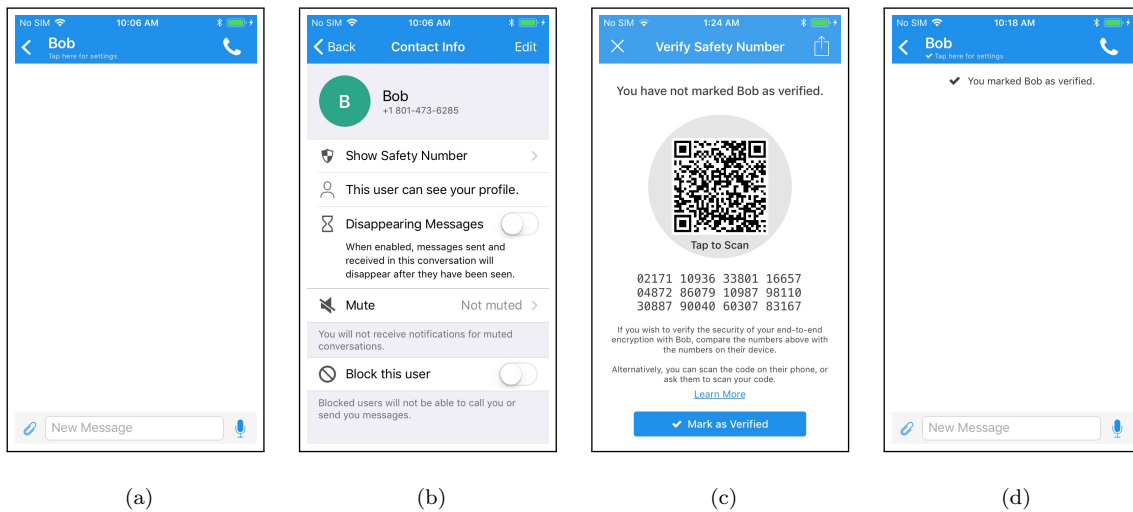 No SIM 10:06 AM
Bob
Tap here for settings
New Message
(a)
No SIM 10:06 AM
Back Contact Info Edit
B
Bob
+1 801-473-6285
Show Safety Number
This user can see your profile.
Disappearing Messages
When enabled, messages sent and
received in this conversation will
disappear after they have been seen.
Mute Not muted
You will not receive notifications for muted
conversations.
Block this user
Blocked users will not be able to call you or
send you messages.
(b)
No SIM 1:24 AM
Verify Safety Number
You have not marked Bob as verified.
Tap to Scan
02171 10936 33801 16657
04872 86079 10987 98110
30887 90040 60307 83167
If you wish to verify the security of your end-to-end
encryption with Bob, compare the numbers above with
the numbers on their device.
Alternatively, you can scan the code on their phone, or
ask them to scan your code.
Learn More
✔ Mark as Verified
(c)
No SIM 10:18 AM
Bob
✔ Tap here for settings
✔ You marked Bob as verified.
New Message
(d)